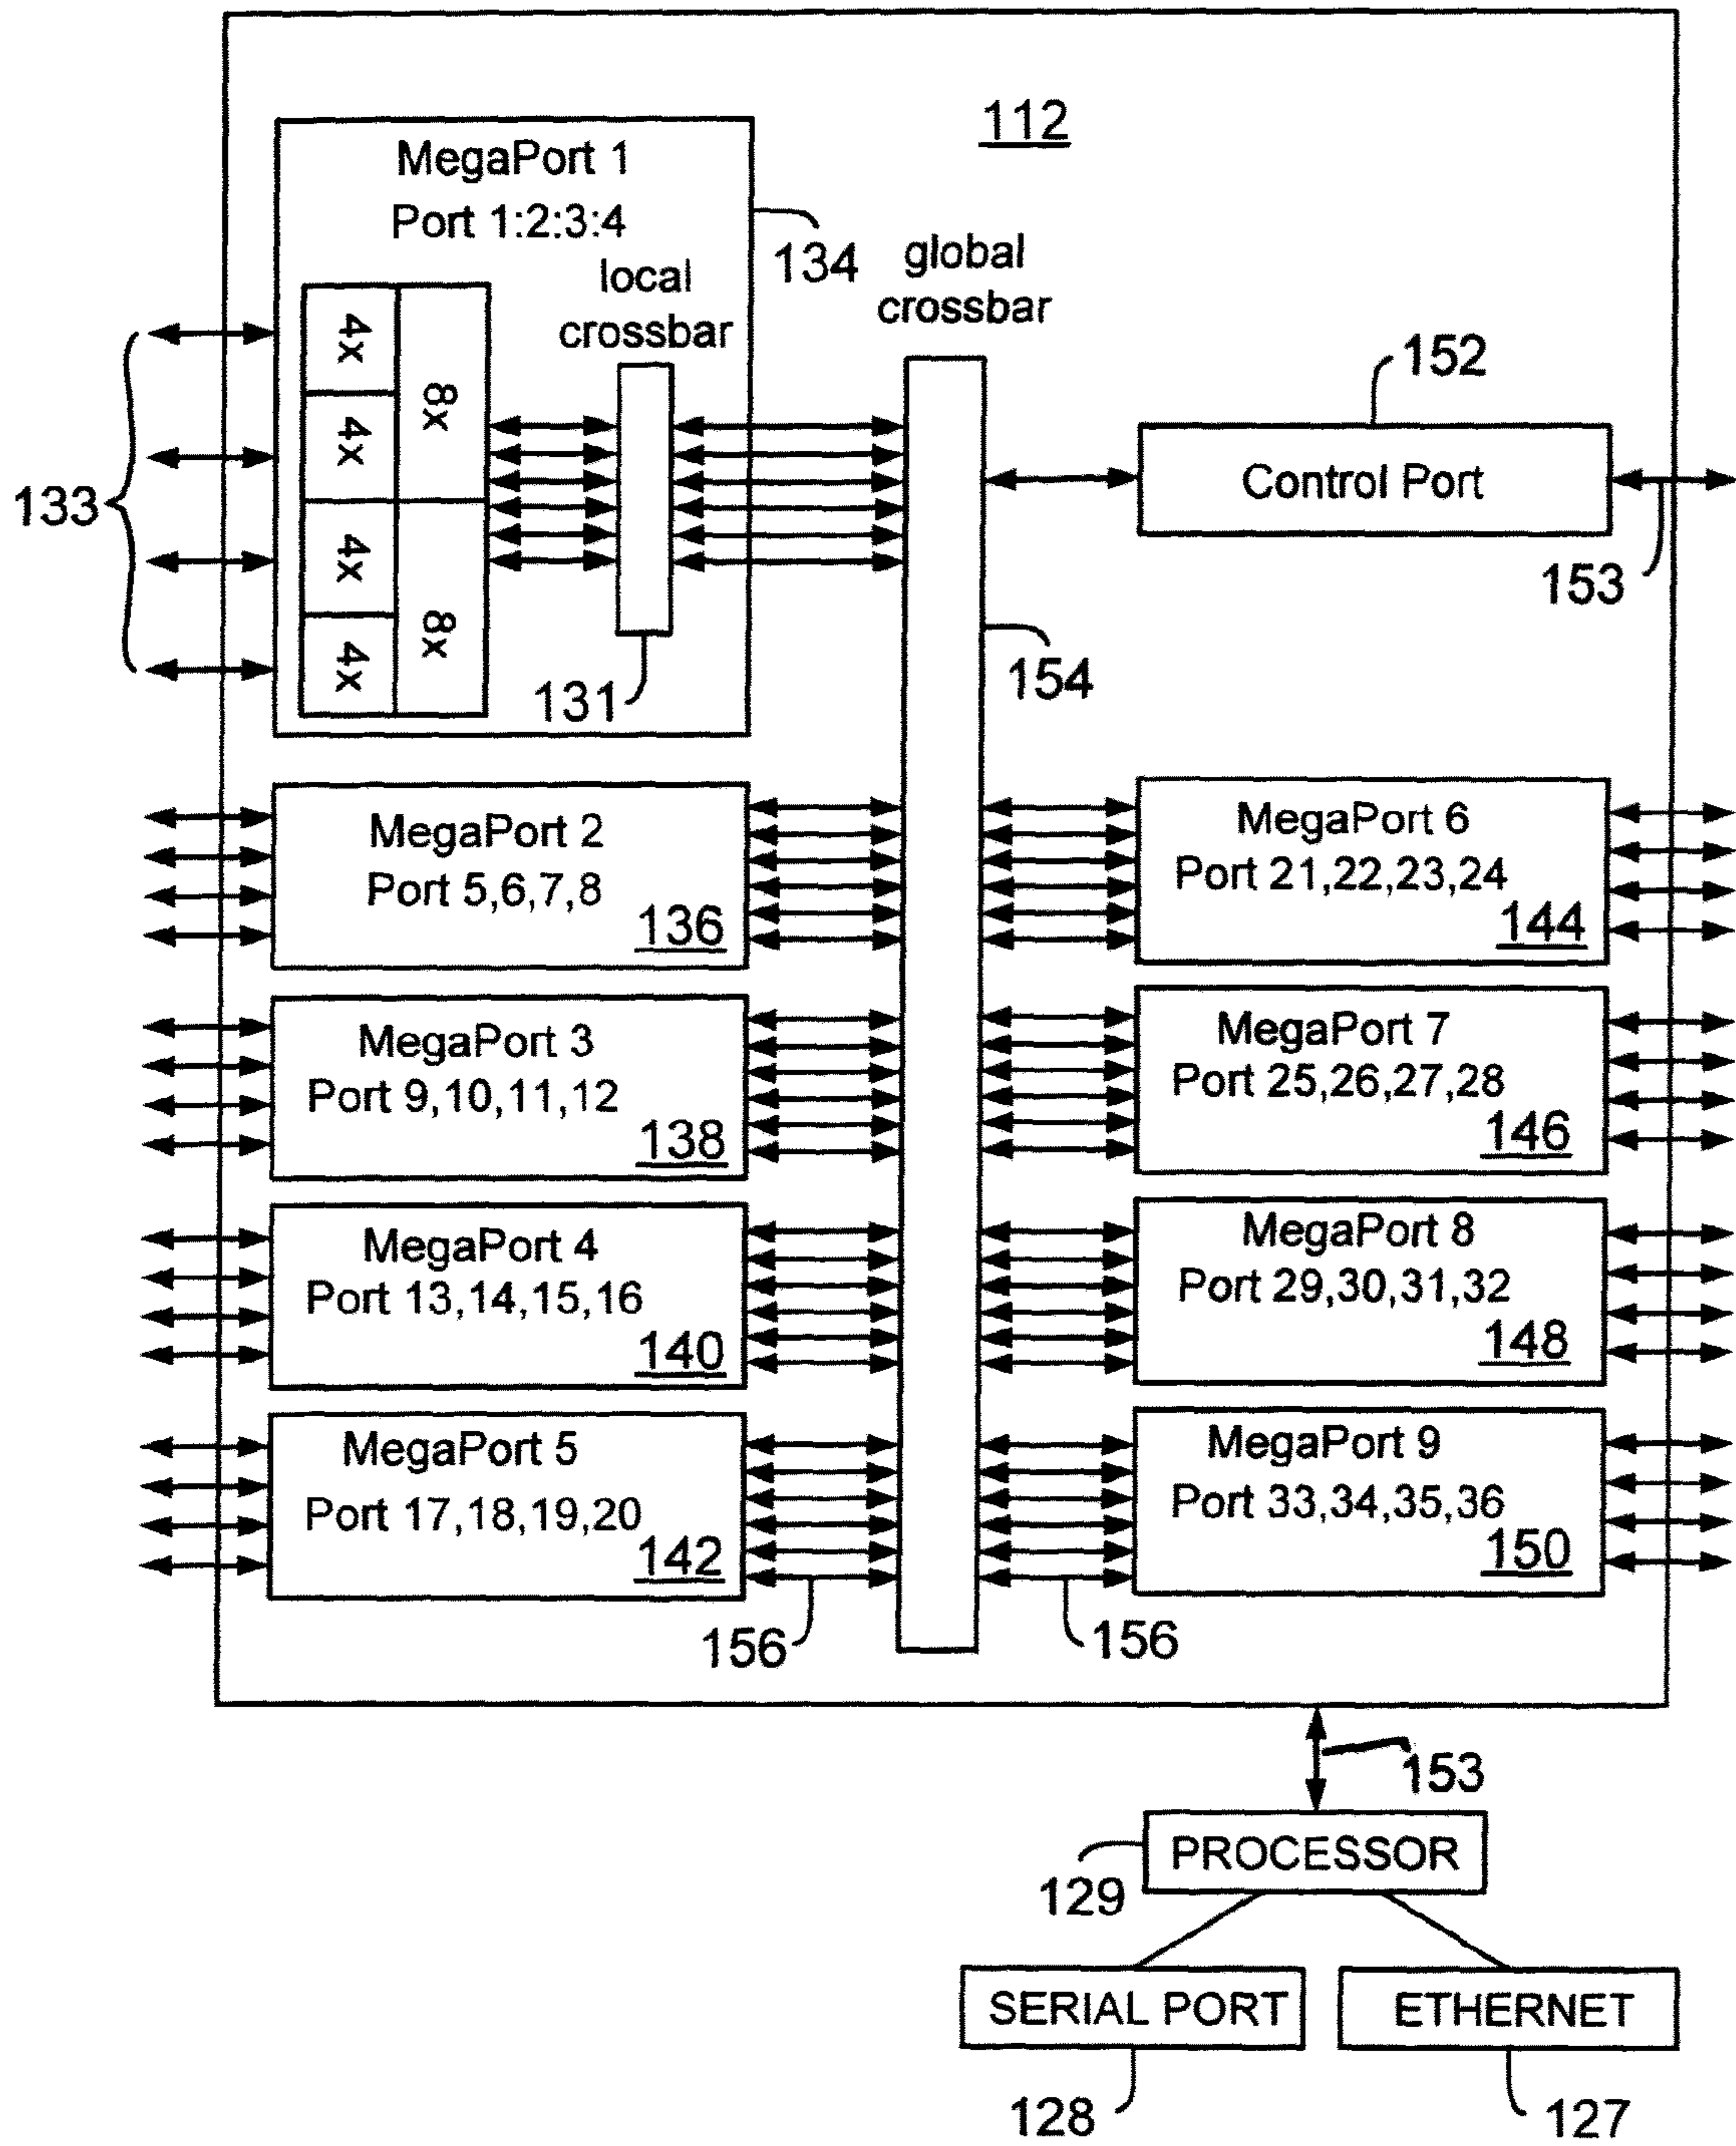 112
MegaPort 1
Port 1:2:3:4
134
local
crossbar
global
crossbar
4x
4x
4x
4x
8x
8x
133
131
154
152
Control Port
153
MegaPort 2
Port 5,6,7,8
136
MegaPort 3
Port 9,10,11,12
138
MegaPort 4
Port 13,14,15,16
140
MegaPort 5
Port 17,18,19,20
142
156
MegaPort 6
Port 21,22,23,24
144
MegaPort 7
Port 25,26,27,28
146
MegaPort 8
Port 29,30,31,32
148
MegaPort 9
Port 33,34,35,36
150
156
153
PROCESSOR
129
SERIAL PORT
128
ETHERNET
127